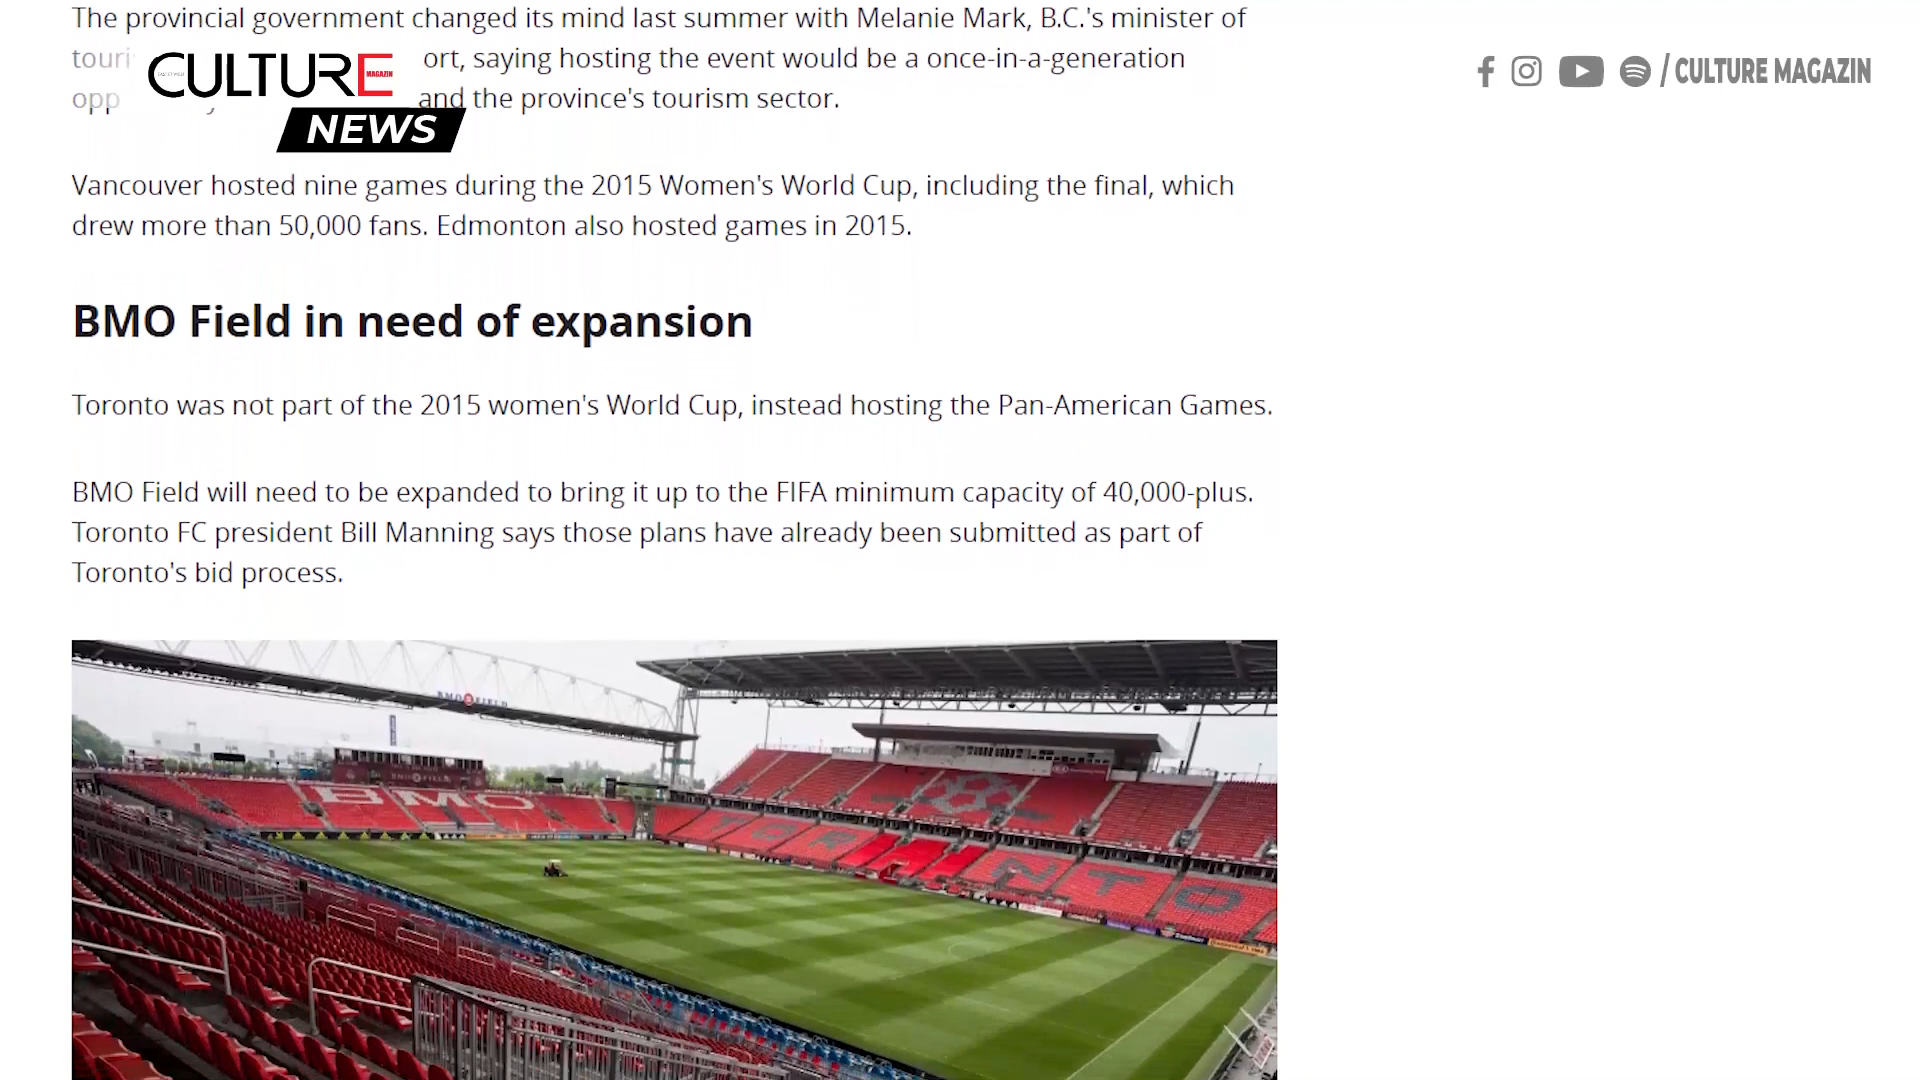 The provincial government changed its mind last summer with Melanie Mark, B.C.'s minister of
ort, saying hosting the event would be a once-in-a-generation
and the province's tourism sector.
CULTURE
MAGAZIN
NEWS
/ CULTURE MAGAZIN
Vancouver hosted nine games during the 2015 Women's World Cup, including the final, which
drew more than 50,000 fans. Edmonton also hosted games in 2015.
BMO Field in need of expansion
Toronto was not part of the 2015 women's World Cup, instead hosting the Pan-American Games.
BMO Field will need to be expanded to bring it up to the FIFA minimum capacity of 40,000-plus.
Toronto FC president Bill Manning says those plans have already been submitted as part of
Toronto's bid process.
BMO FIELD
BMO FIELD
BMO
TORONTO